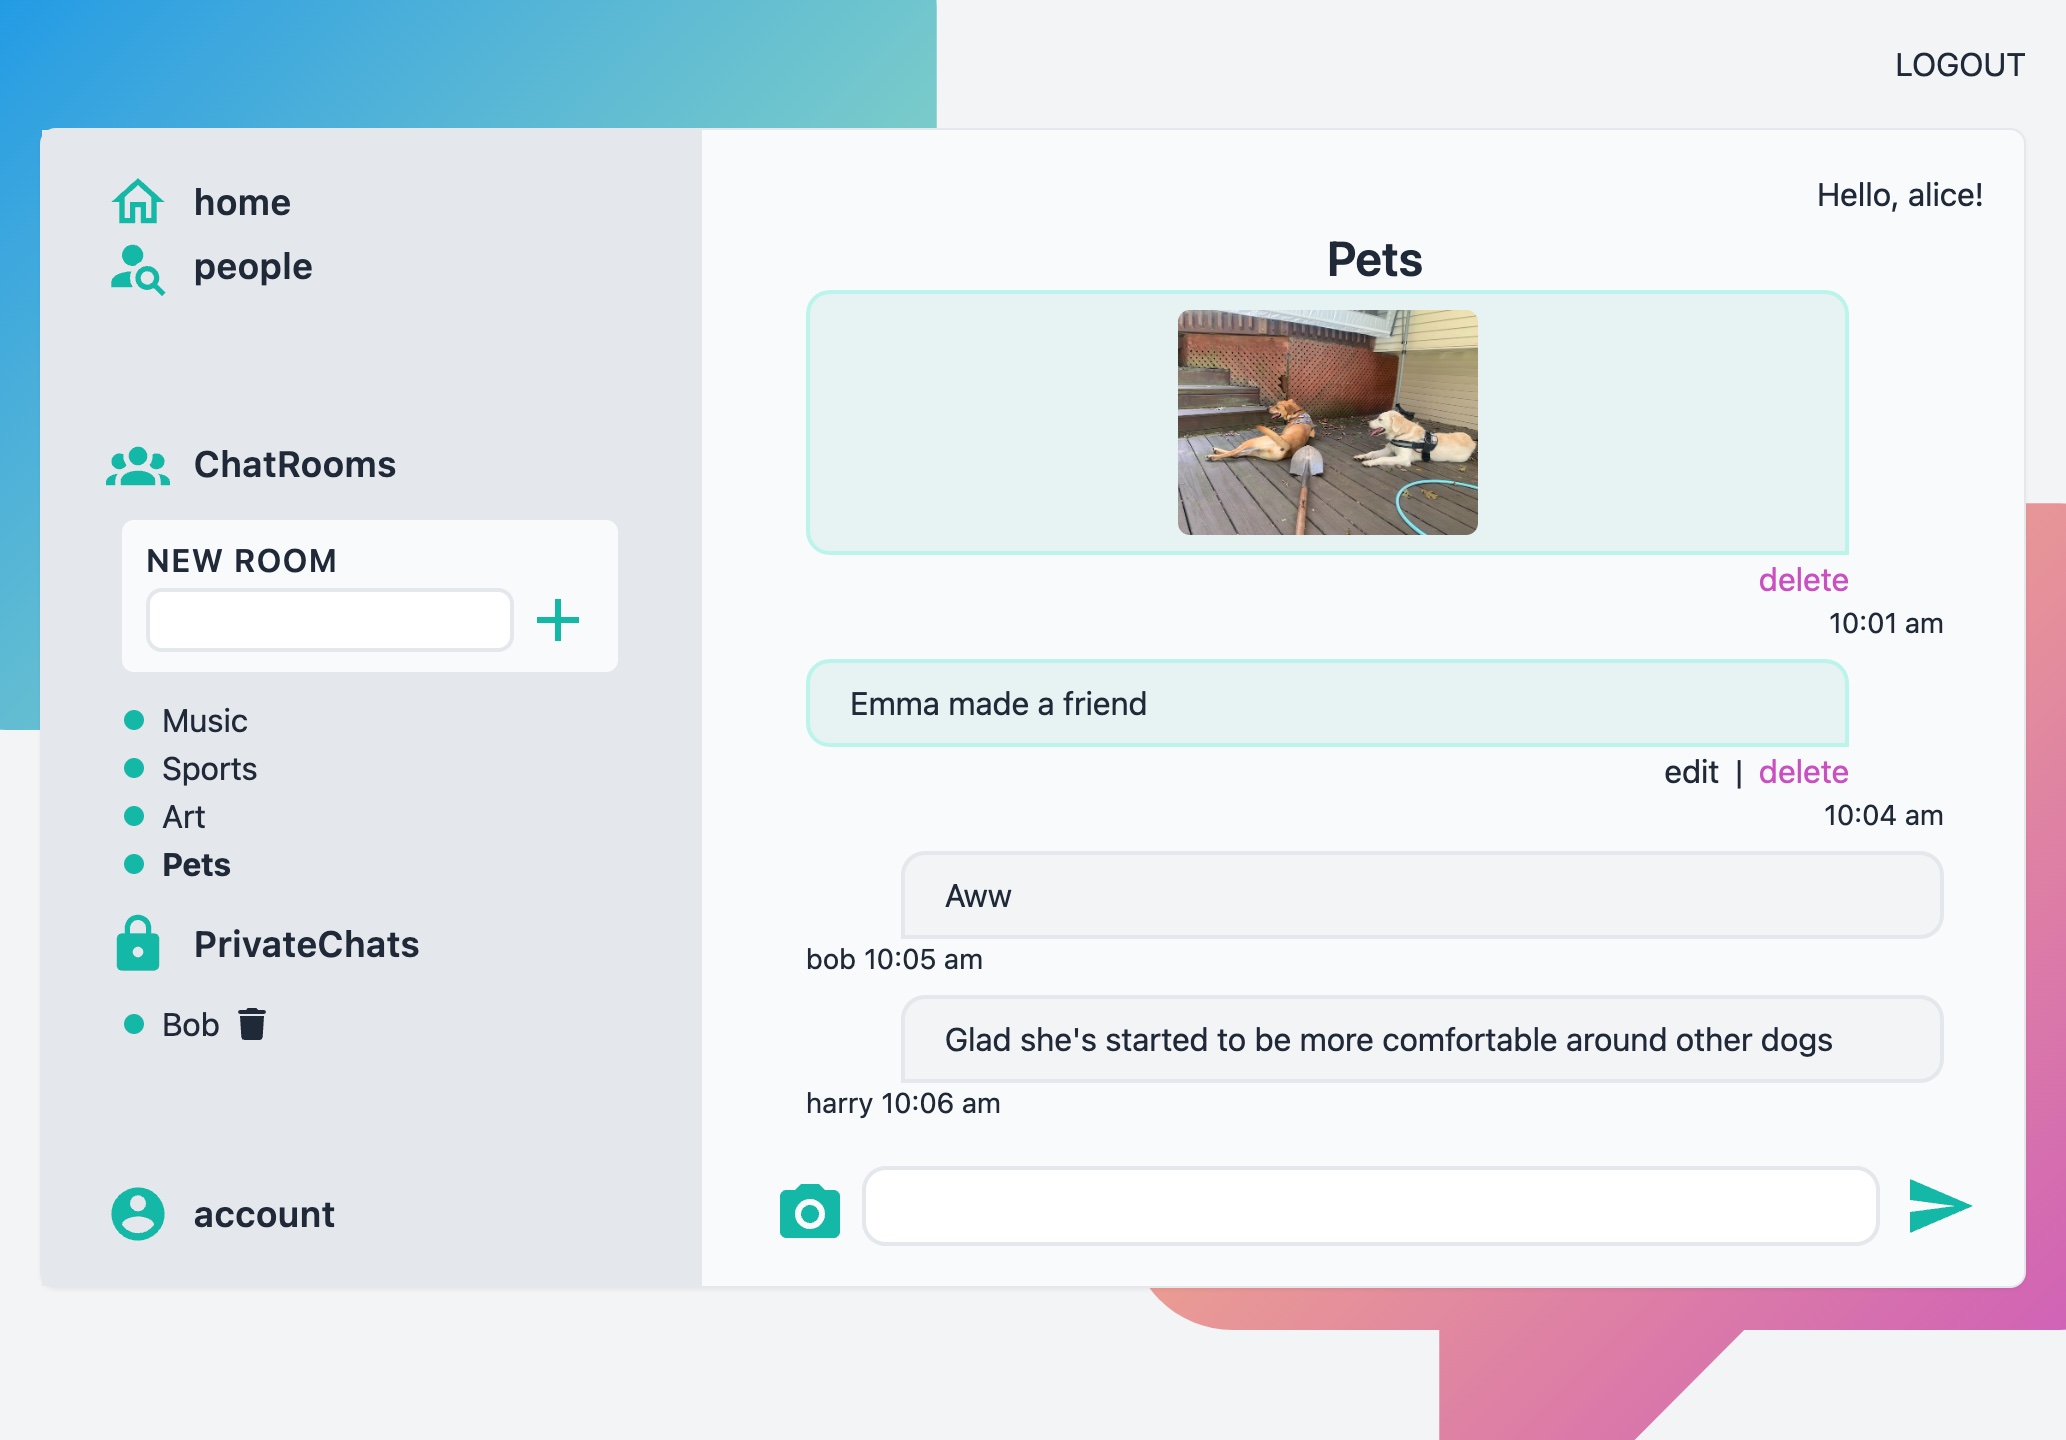 LOGOUT
home
people
ChatRooms
NEW ROOM
Music
Sports
Art
Pets
PrivateChats
Bob
account
Hello, alice!
Pets
delete
10:01 am
Emma made a friend
edit | delete
10:04 am
Aww
bob 10:05 am
Glad she's started to be more comfortable around other dogs
harry 10:06 am